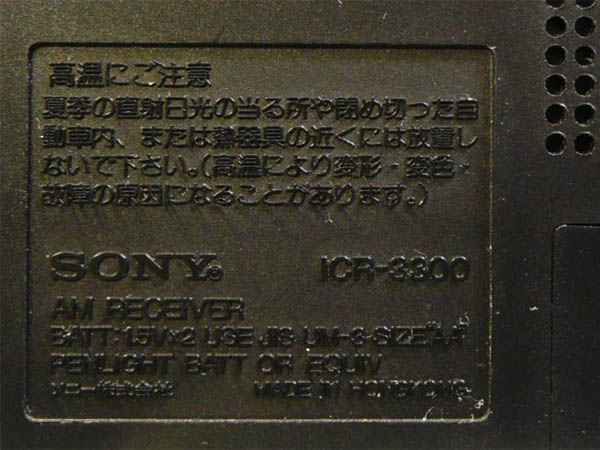 高温にご注意
夏季の直射日光の当る所や閉め切った自
動車内、または熱器具の近くには放置し
ないで下さい。(高温により変形・変色・
故障の原因になることがあります。)
SONY® ICR-3300
AM RECEIVER
BATT:1.5V×2 USE JIS UM-3·SIZE"AA"
PENLIGHT BATT OR EQUIV
ソニー株式会社 MADE IN HONGKONG